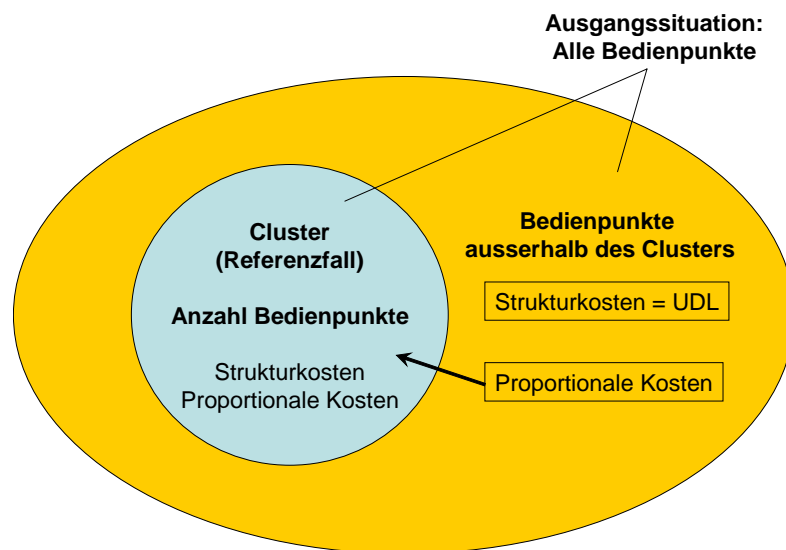 Ausgangssituation:
Alle Bedienpunkte
Cluster
(Referenzfall)
Anzahl Bedienpunkte
Strukturkosten
Proportionale Kosten
Bedienpunkte
ausserhalb des Clusters
Strukturkosten = UDL
Proportionale Kosten